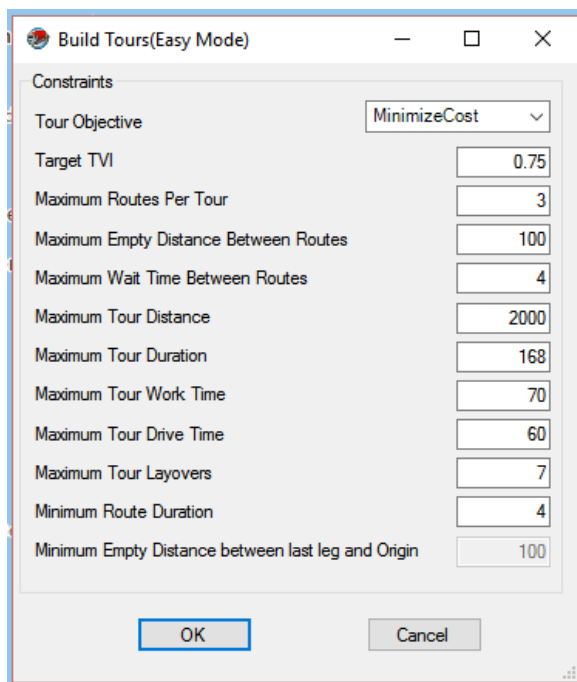 Build Tours(Easy Mode)
Constraints
Tour Objective MinimizeCost
Target TVI 0.75
Maximum Routes Per Tour 3
Maximum Empty Distance Between Routes 100
Maximum Wait Time Between Routes 4
Maximum Tour Distance 2000
Maximum Tour Duration 168
Maximum Tour Work Time 70
Maximum Tour Drive Time 60
Maximum Tour Layovers 7
Minimum Route Duration 4
Minimum Empty Distance between last leg and Origin 100
OK Cancel